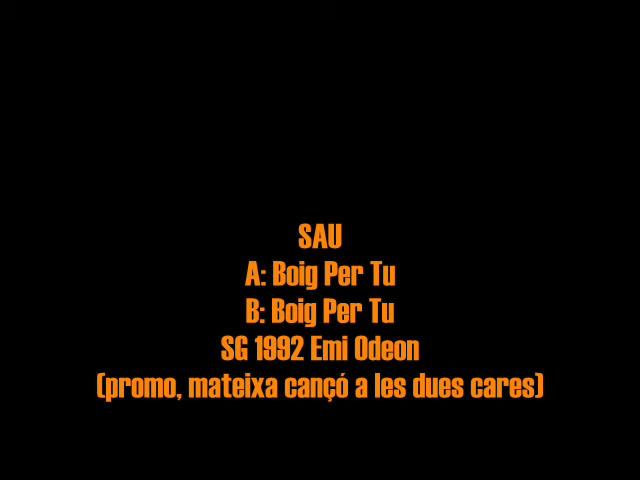 SAU
A: Boig Per Tu
B: Boig Per Tu
SG 1992 Emi Odeon
(promo, mateixa cançó a les dues cares)